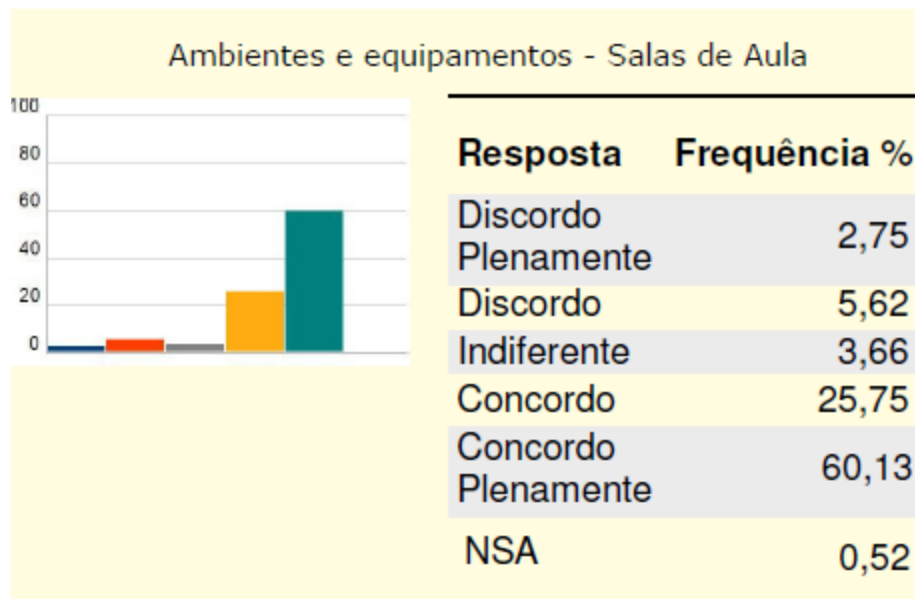 Ambientes e equipamentos - Salas de Aula
100
80
60
40
20
0
Resposta Frequência %
Discordo
Plenamente 2,75
Discordo 5,62
Indiferente 3,66
Concordo 25,75
Concordo
Plenamente 60,13
NSA 0,52